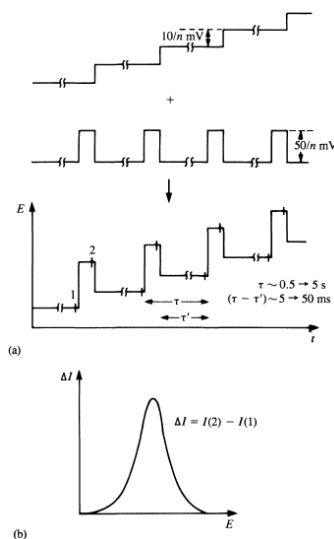 10/n mV
+
50/n mV
E
2
1
τ
τ ~ 0.5 → 5 s
(τ − τ′) ~ 5 → 50 ms
τ′
t
(a)
ΔI
ΔI = I(2) − I(1)
E
(b)